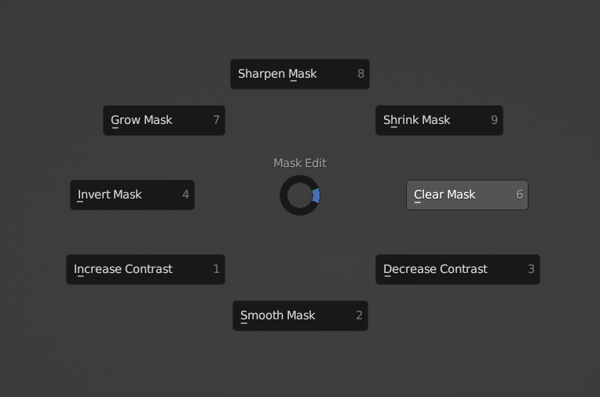 Sharpen Mask 8
Grow Mask 7
Shrink Mask 9
Mask Edit
Invert Mask 4
Clear Mask 6
Increase Contrast 1
Decrease Contrast 3
Smooth Mask 2